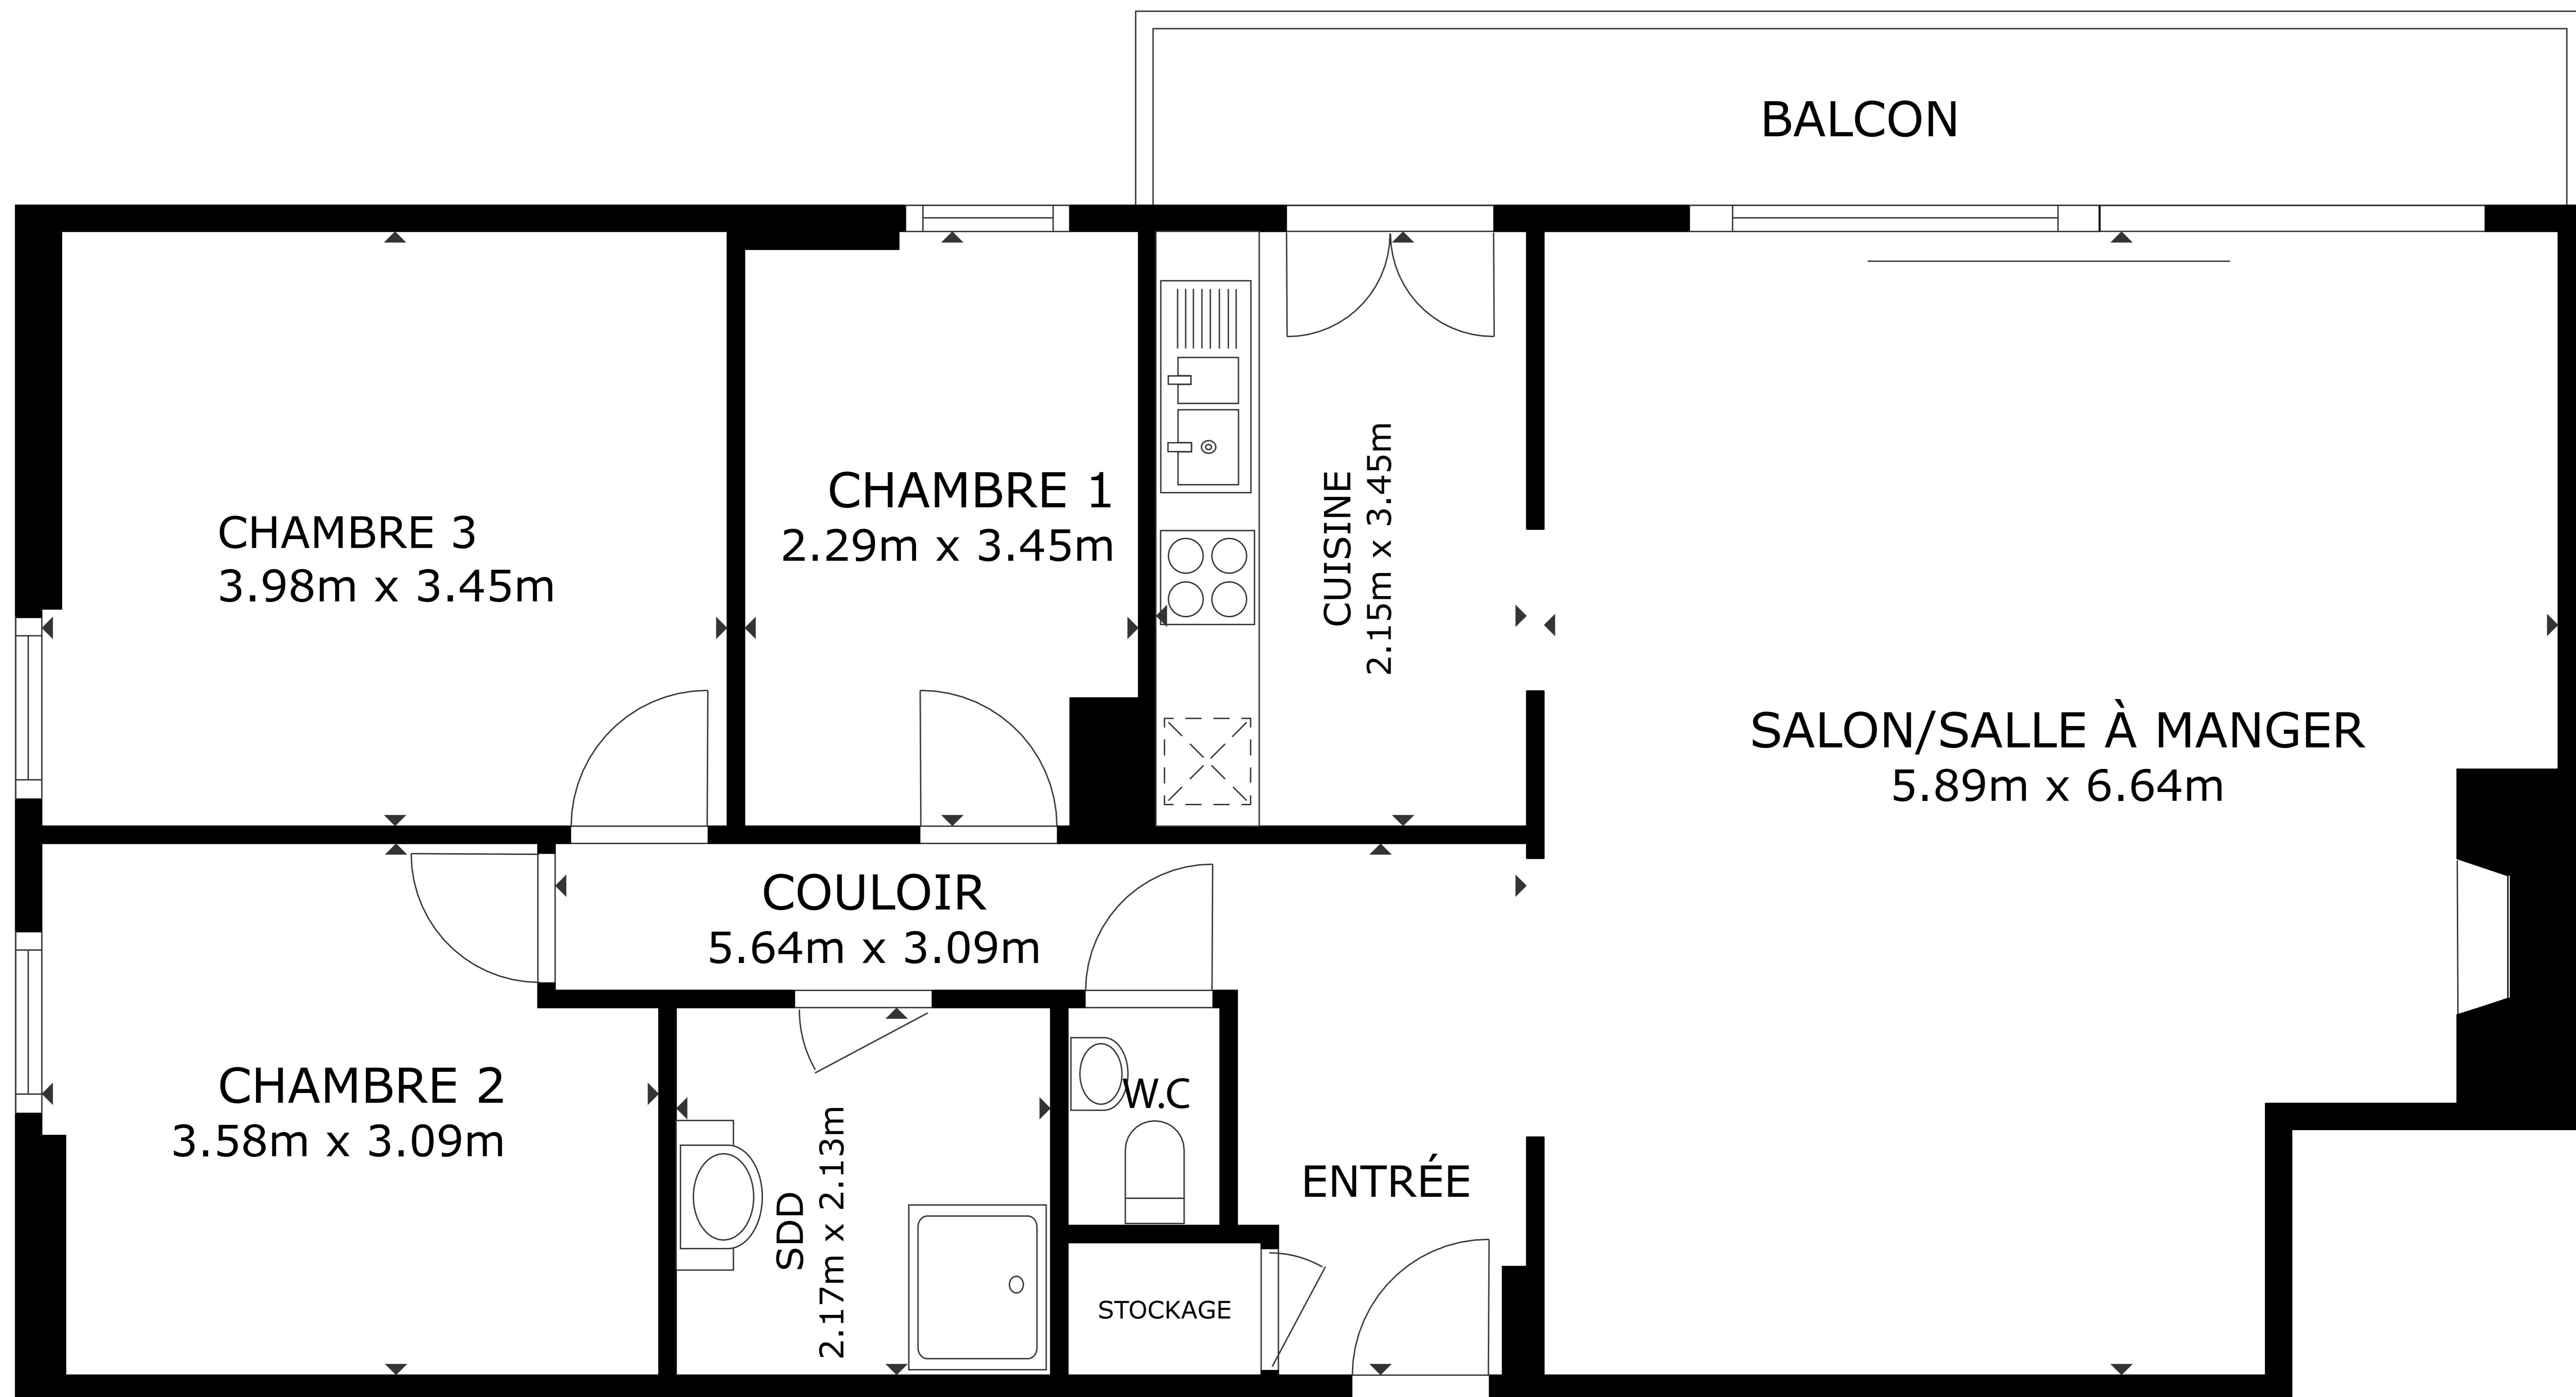 BALCON
CHAMBRE 3
3.98m x 3.45m
CHAMBRE 1
2.29m x 3.45m
CUISINE
2.15m x 3.45m
SALON/SALLE À MANGER
5.89m x 6.64m
COULOIR
5.64m x 3.09m
CHAMBRE 2
3.58m x 3.09m
SDD
2.17m x 2.13m
W.C
ENTRÉE
STOCKAGE